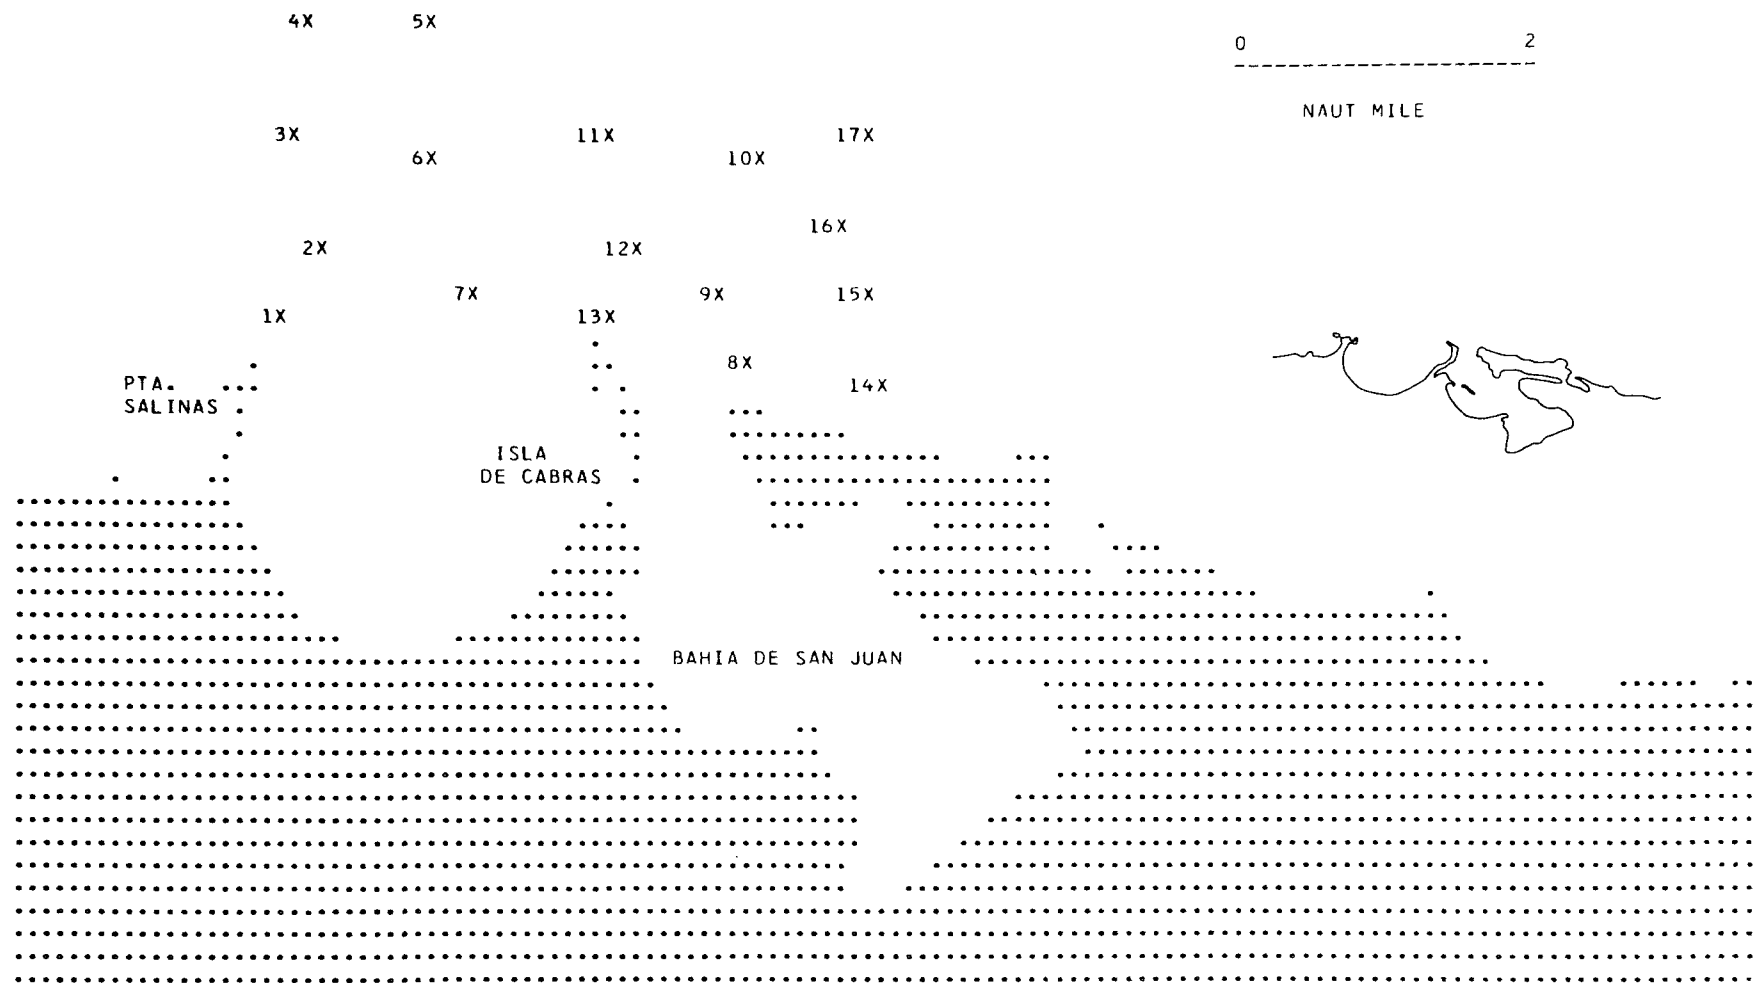 4X 5X
0 2
NAUT MILE
3X 11X 17X
6X 10X
16X
2X 12X
7X 9X 15X
1X 13X
8X
PTA. 14X
SALINAS
ISLA
DE CABRAS
BAHIA DE SAN JUAN